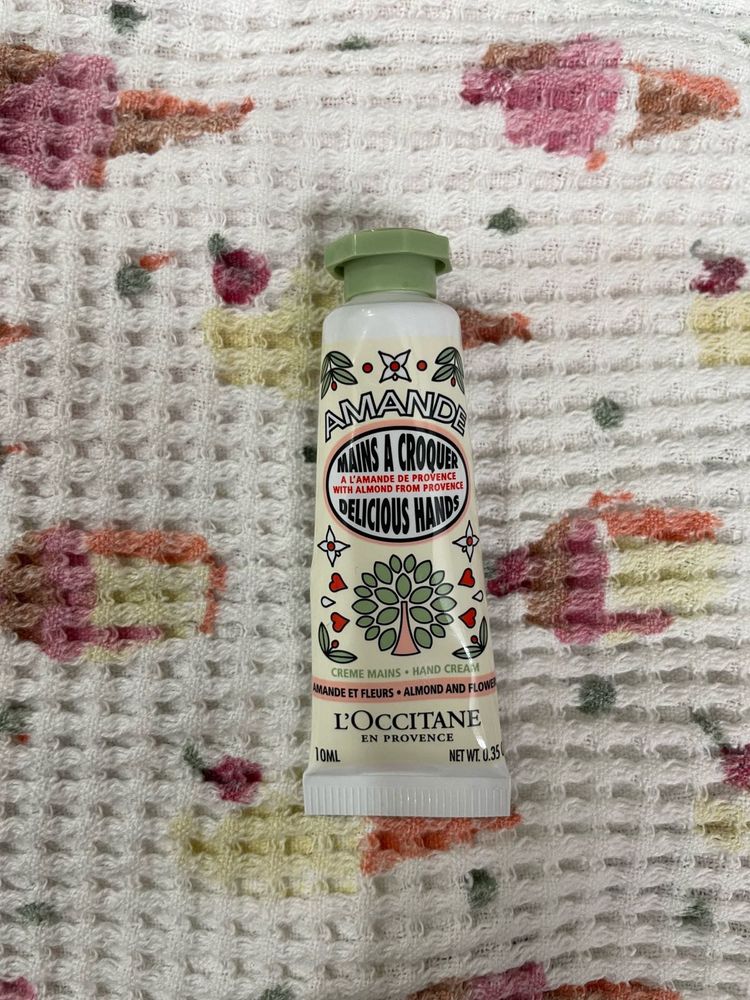 AMANDE
MAINS A CROQUER
A L'AMANDE DE PROVENCE
WITH ALMOND FROM PROVENCE
DELICIOUS HANDS
CREME MAINS • HAND CREAM
AMANDE ET FLEURS • ALMOND AND FLOWER
L'OCCITANE
EN PROVENCE
10ML NET WT. 0.35